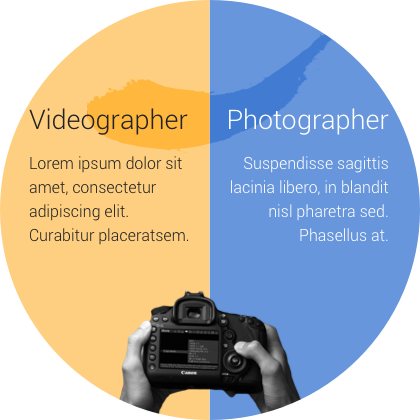 Videographer
Lorem ipsum dolor sit
amet, consectetur
adipiscing elit.
Curabitur placeratsem.
Photographer
Suspendisse sagittis
lacinia libero, in blandit
nisl pharetra sed.
Phasellus at.
Canon